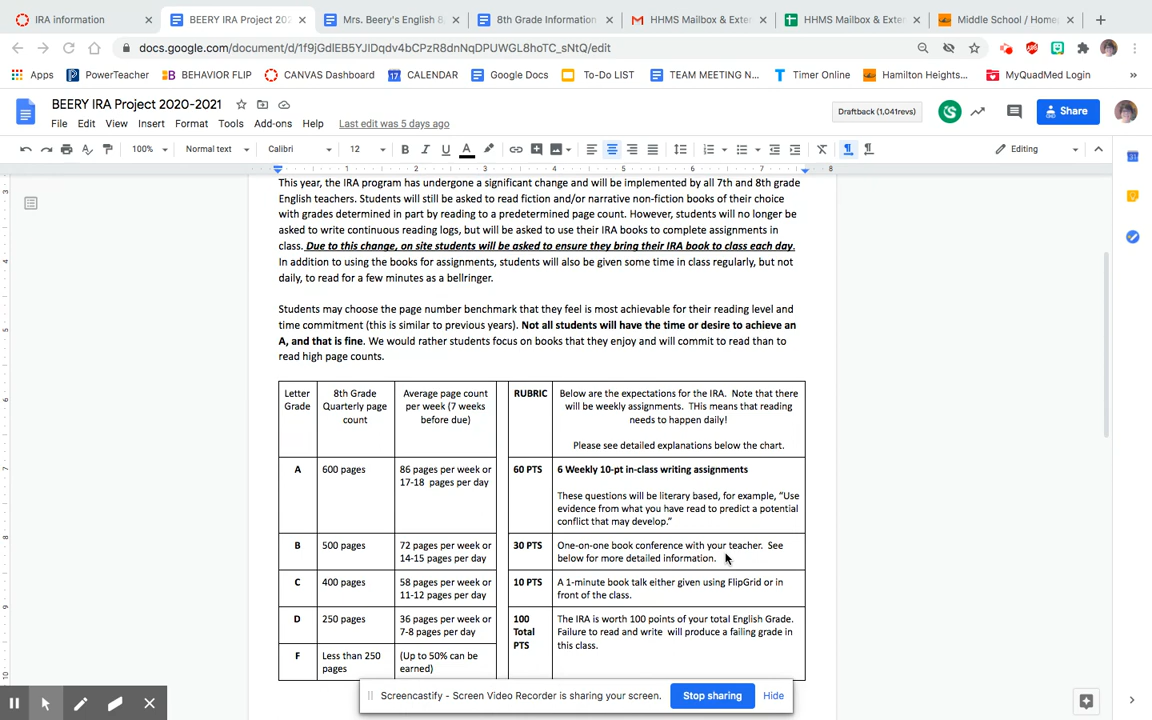 IRA information
BEERY IRA Project 202
Mrs. Beery's English 8
8th Grade Information
HHMS Mailbox & Exter
HHMS Mailbox & Exter
Middle School / Home
docs.google.com/document/d/1f9jGdIEB5YJIDqdv4bCPzR8dnNqDPUWGL8hoTC_sNtQ/edit
Apps
PowerTeacher
BEHAVIOR FLIP
CANVAS Dashboard
CALENDAR
Google Docs
To-Do LIST
TEAM MEETING N...
Timer Online
Hamilton Heights...
MyQuadMed Login
BEERY IRA Project 2020-2021
Draftback (1,041revs)
Share
File Edit View Insert Format Tools Add-ons Help Last edit was 5 days ago
100% Normal text Calibri 12 B I U A Editing
1 2 3 4 5 6 7 8
This year, the IRA program has undergone a significant change and will be implemented by all 7th and 8th grade
English teachers. Students will still be asked to read fiction and/or narrative non-fiction books of their choice
with grades determined in part by reading to a predetermined page count. However, students will no longer be
asked to write continuous reading logs, but will be asked to use their IRA books to complete assignments in
class. Due to this change, on site students will be asked to ensure they bring their IRA book to class each day.
In addition to using the books for assignments, students will also be given some time in class regularly, but not
daily, to read for a few minutes as a bellringer.
Students may choose the page number benchmark that they feel is most achievable for their reading level and
time commitment (this is similar to previous years). Not all students will have the time or desire to achieve an
A, and that is fine. We would rather students focus on books that they enjoy and will commit to read than to
read high page counts.
Letter
Grade
8th Grade
Quarterly page
count
Average page count
per week (7 weeks
before due)
RUBRIC
Below are the expectations for the IRA. Note that there
will be weekly assignments. THis means that reading
needs to happen daily!
Please see detailed explanations below the chart.
A
600 pages
86 pages per week or
17-18 pages per day
60 PTS
6 Weekly 10-pt in-class writing assignments
These questions will be literary based, for example, "Use
evidence from what you have read to predict a potential
conflict that may develop."
B
500 pages
72 pages per week or
14-15 pages per day
30 PTS
One-on-one book conference with your teacher. See
below for more detailed information.
C
400 pages
58 pages per week or
11-12 pages per day
10 PTS
A 1-minute book talk either given using FlipGrid or in
front of the class.
D
250 pages
36 pages per week or
7-8 pages per day
100
Total
PTS
The IRA is worth 100 points of your total English Grade.
Failure to read and write will produce a failing grade in
this class.
F
Less than 250
pages
(Up to 50% can be
earned)
Screencastify - Screen Video Recorder is sharing your screen.
Stop sharing
Hide